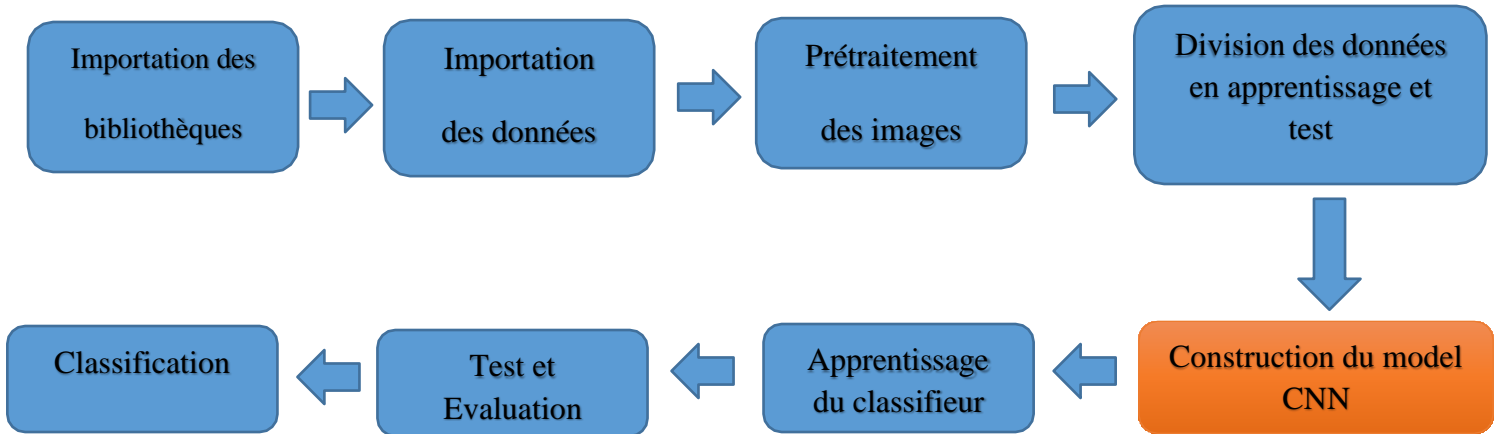 Importation des
bibliothèques
Importation
des données
Prétraitement
des images
Division des données
en apprentissage et
test
Construction du model
CNN
Apprentissage
du classifieur
Test et
Evaluation
Classification